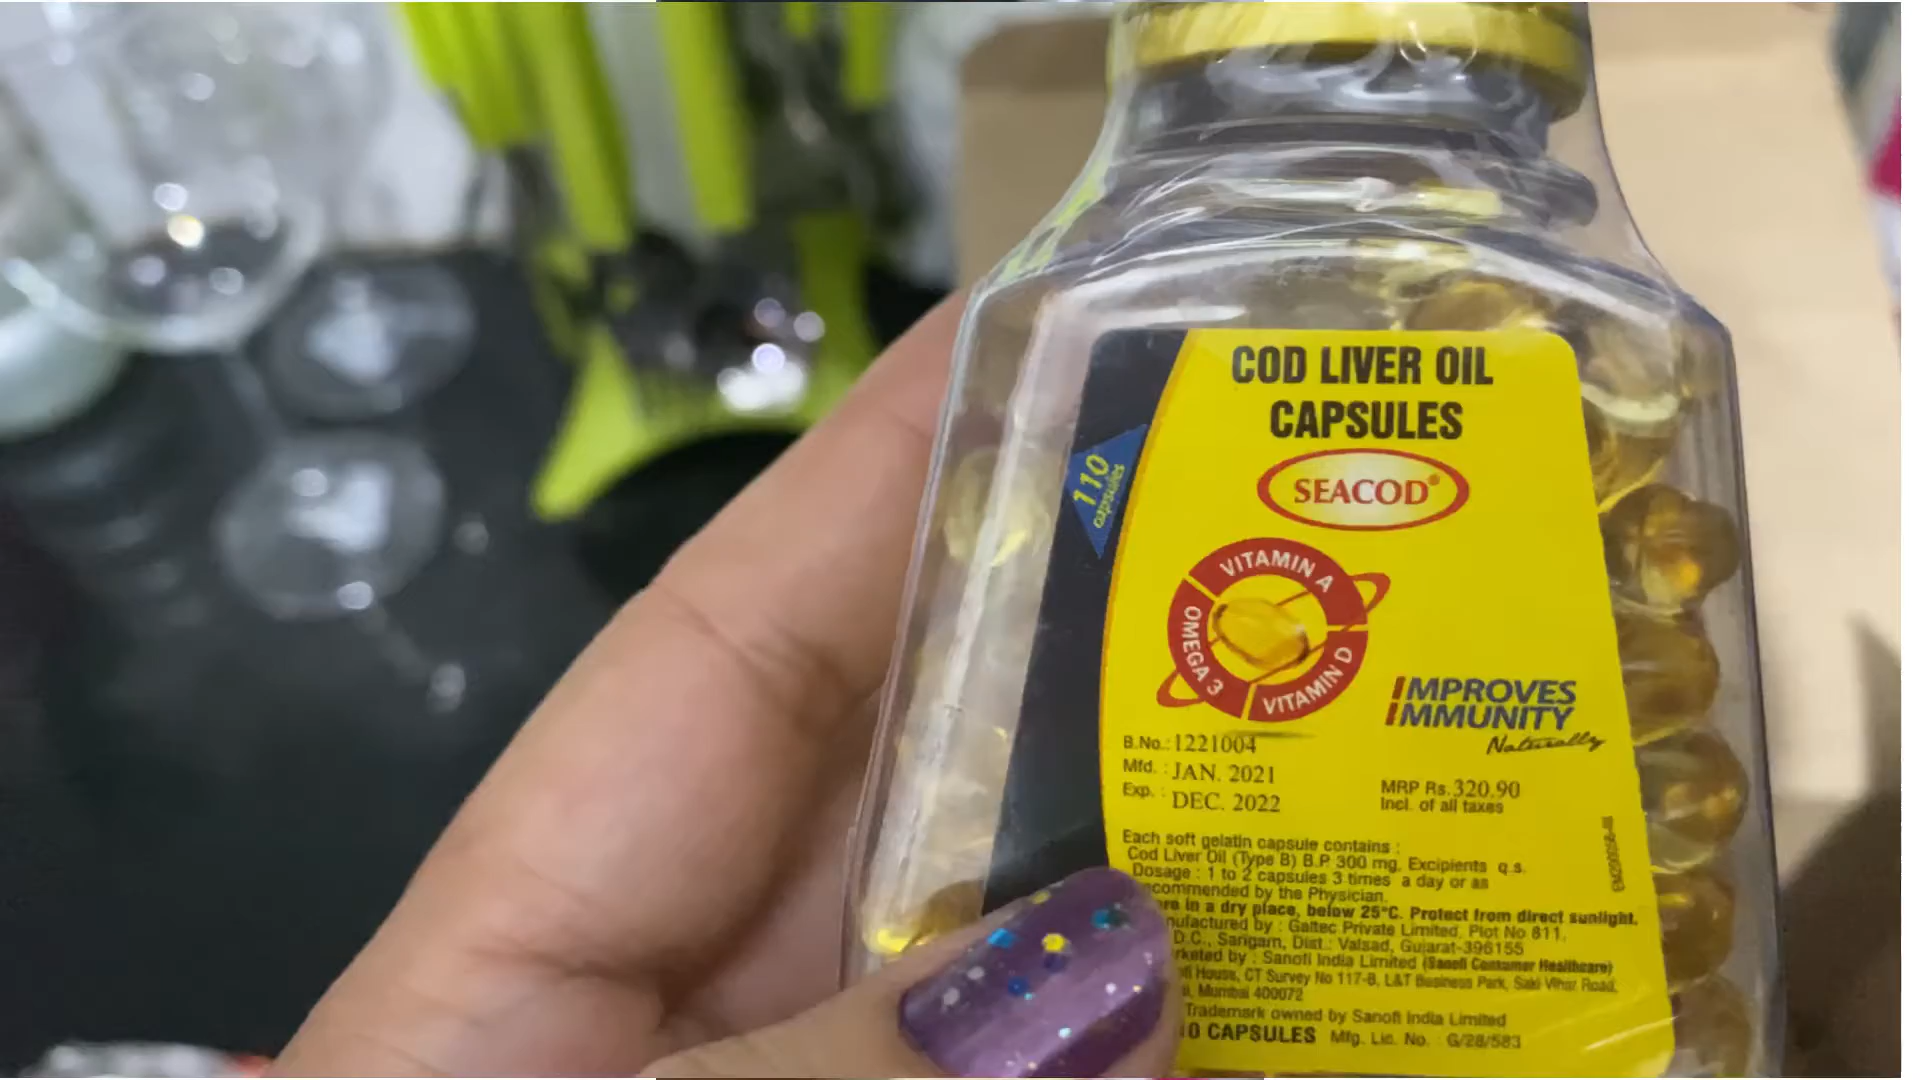 COD LIVER OIL
CAPSULES
110
capsules
SEACOD®
VITAMIN A
OMEGA 3
VITAMIN D
IMPROVES
IMMUNITY
Naturally
B.No.: 1221004
Mfd. : JAN. 2021
Exp. : DEC. 2022
MRP Rs. 320.90
Incl. of all taxes
Each soft gelatin capsule contains :
Cod Liver Oil (Type B) B.P. 300 mg, Excipients q.s.
Dosage : 1 to 2 capsules 3 times a day or as
commended by the Physician.
re in a dry place, below 25°C. Protect from direct sunlight.
nufactured by : Galtec Private Limited, Plot No 811,
D.C., Sarigam, Dist.: Valsad, Gujarat-396155
rketed by : Sanofi India Limited (Sanofi Consumer Healthcare)
fi House, CT Survey No 117-B, L&T Business Park, Saki Vihar Road,
i, Mumbai 400072
Trademark owned by Sanofi India Limited
10 CAPSULES Mfg. Lic. No. : G/28/583